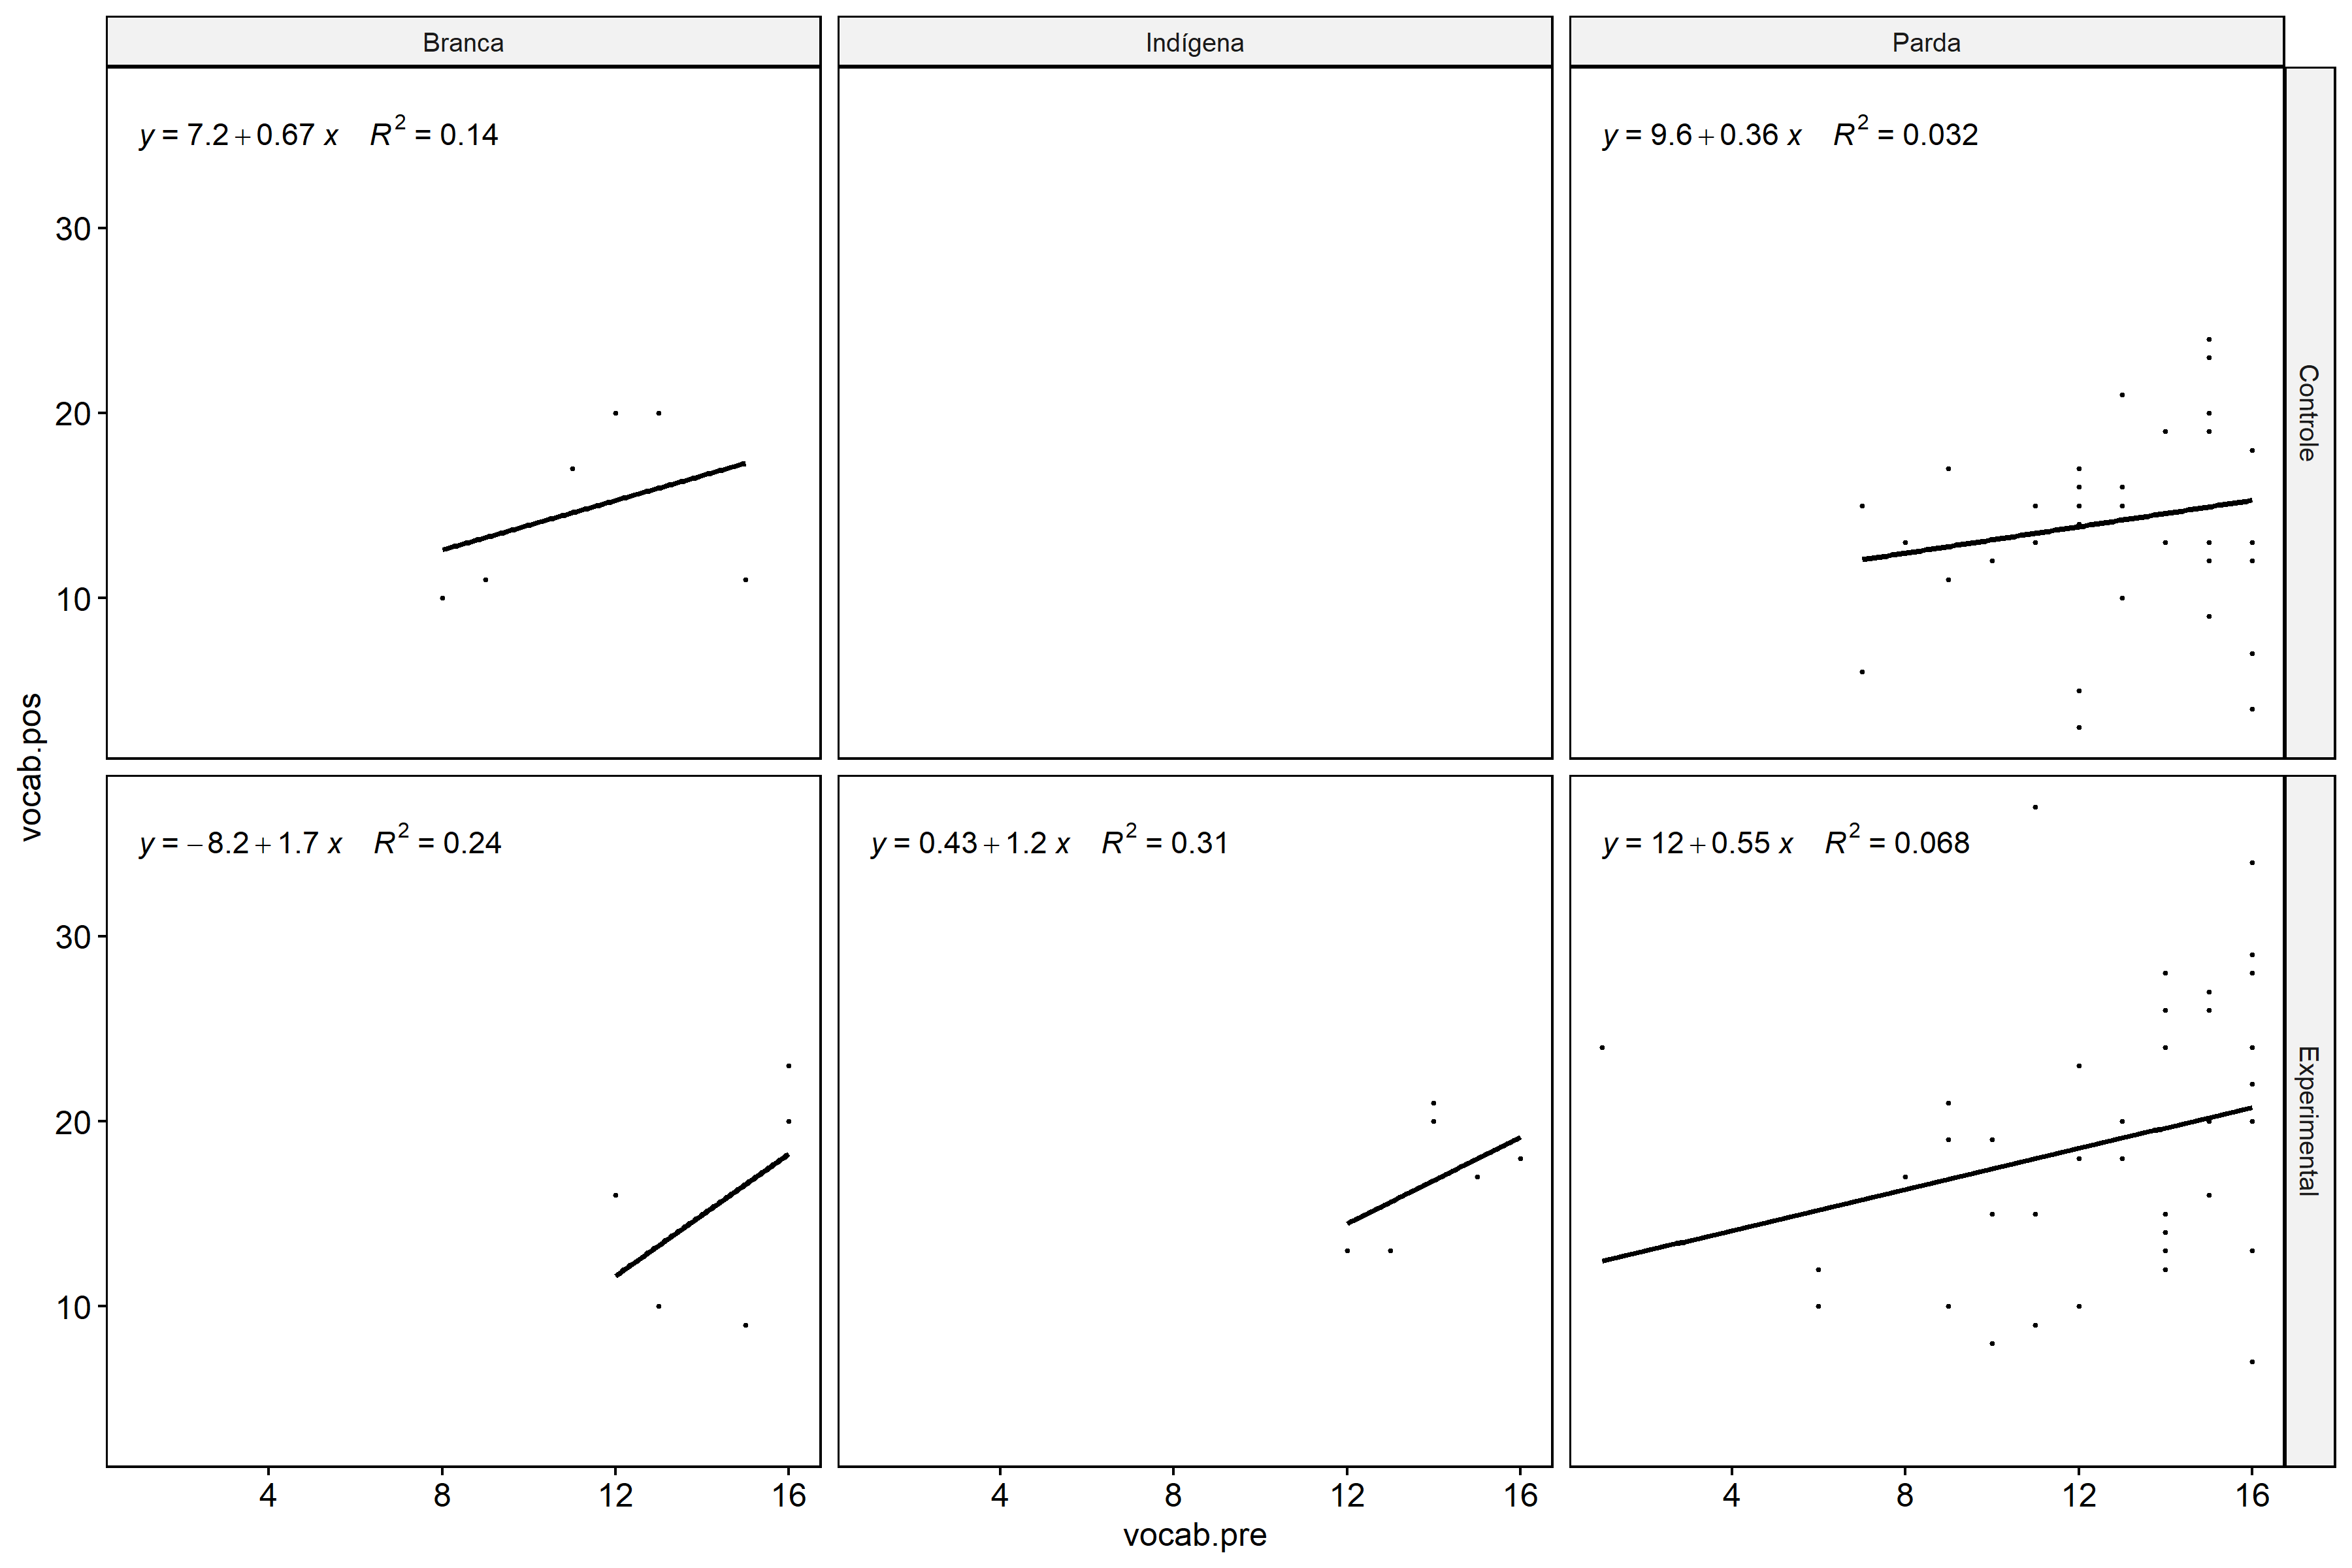 Branca
Indígena
Parda
y = 7.2 + 0.67 x R² = 0.14
y = 9.6 + 0.36 x R² = 0.032
30
20
10
Controle
vocab.pos
y = −8.2 + 1.7 x R² = 0.24
y = 0.43 + 1.2 x R² = 0.31
y = 12 + 0.55 x R² = 0.068
30
20
10
Experimental
4 8 12 16
4 8 12 16
4 8 12 16
vocab.pre